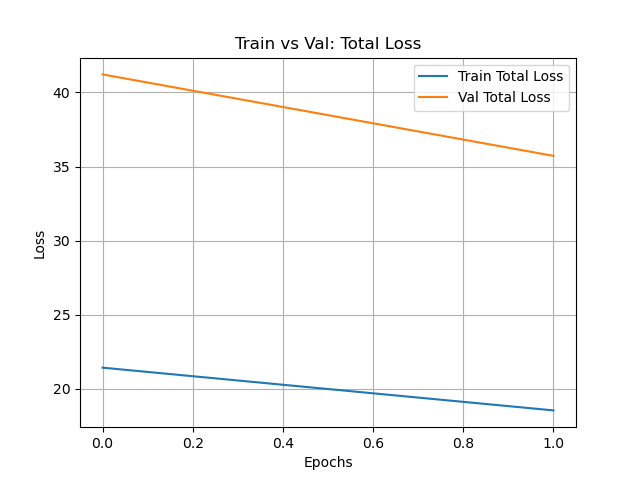 Train vs Val: Total Loss
Train Total Loss
Val Total Loss
40
35
30
25
20
Loss
0.0 0.2 0.4 0.6 0.8 1.0
Epochs